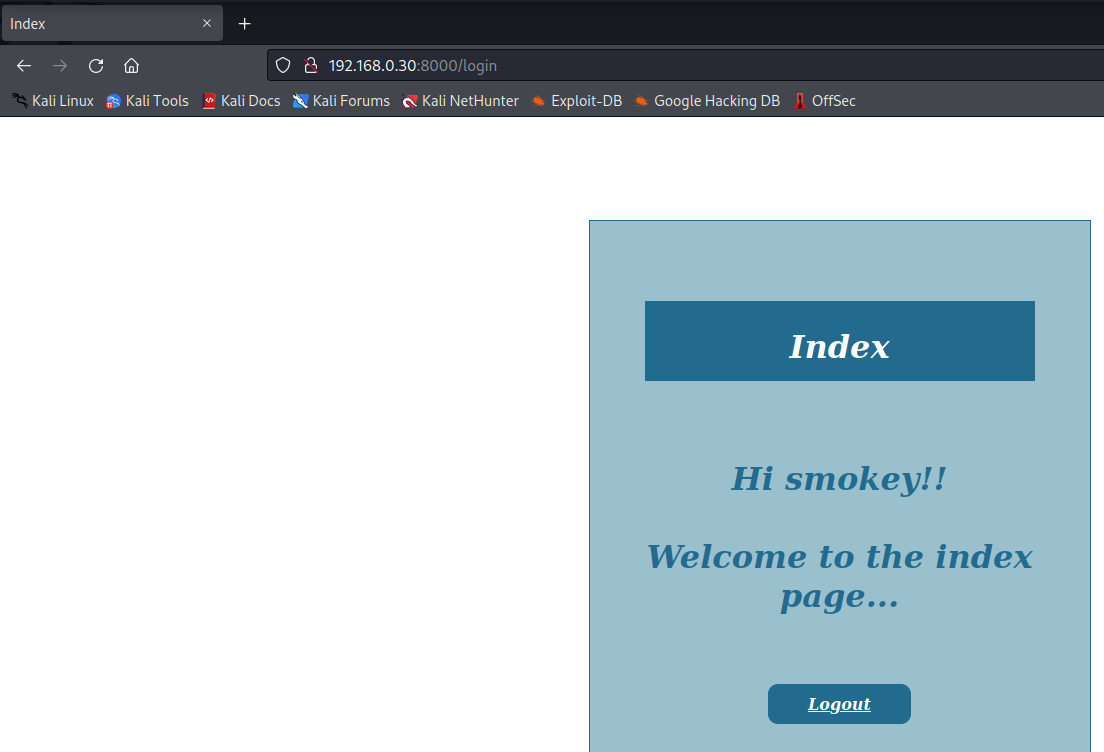 Index
192.168.0.30:8000/login
Kali Linux Kali Tools Kali Docs Kali Forums Kali NetHunter Exploit-DB Google Hacking DB OffSec
Index
Hi smokey!!
Welcome to the index
page...
Logout